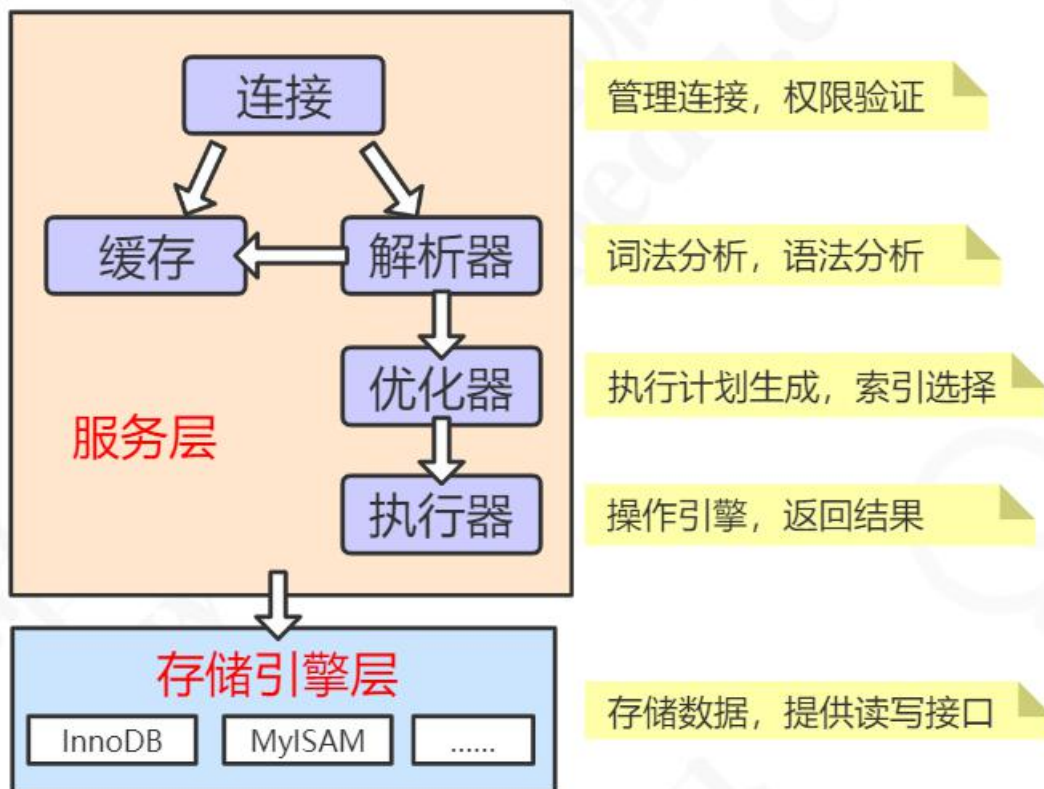 连接
管理连接，权限验证
缓存
解析器
词法分析，语法分析
优化器
执行计划生成，索引选择
服务层
执行器
操作引擎，返回结果
存储引擎层
InnoDB
MyISAM
......
存储数据，提供读写接口